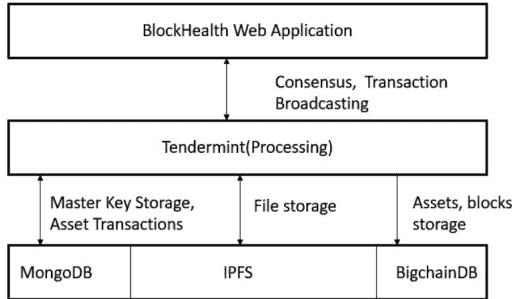 BlockHealth Web Application
Consensus, Transaction
Broadcasting
Tendermint(Processing)
Master Key Storage,
Asset Transactions
File storage
Assets, blocks
storage
MongoDB
IPFS
BigchainDB